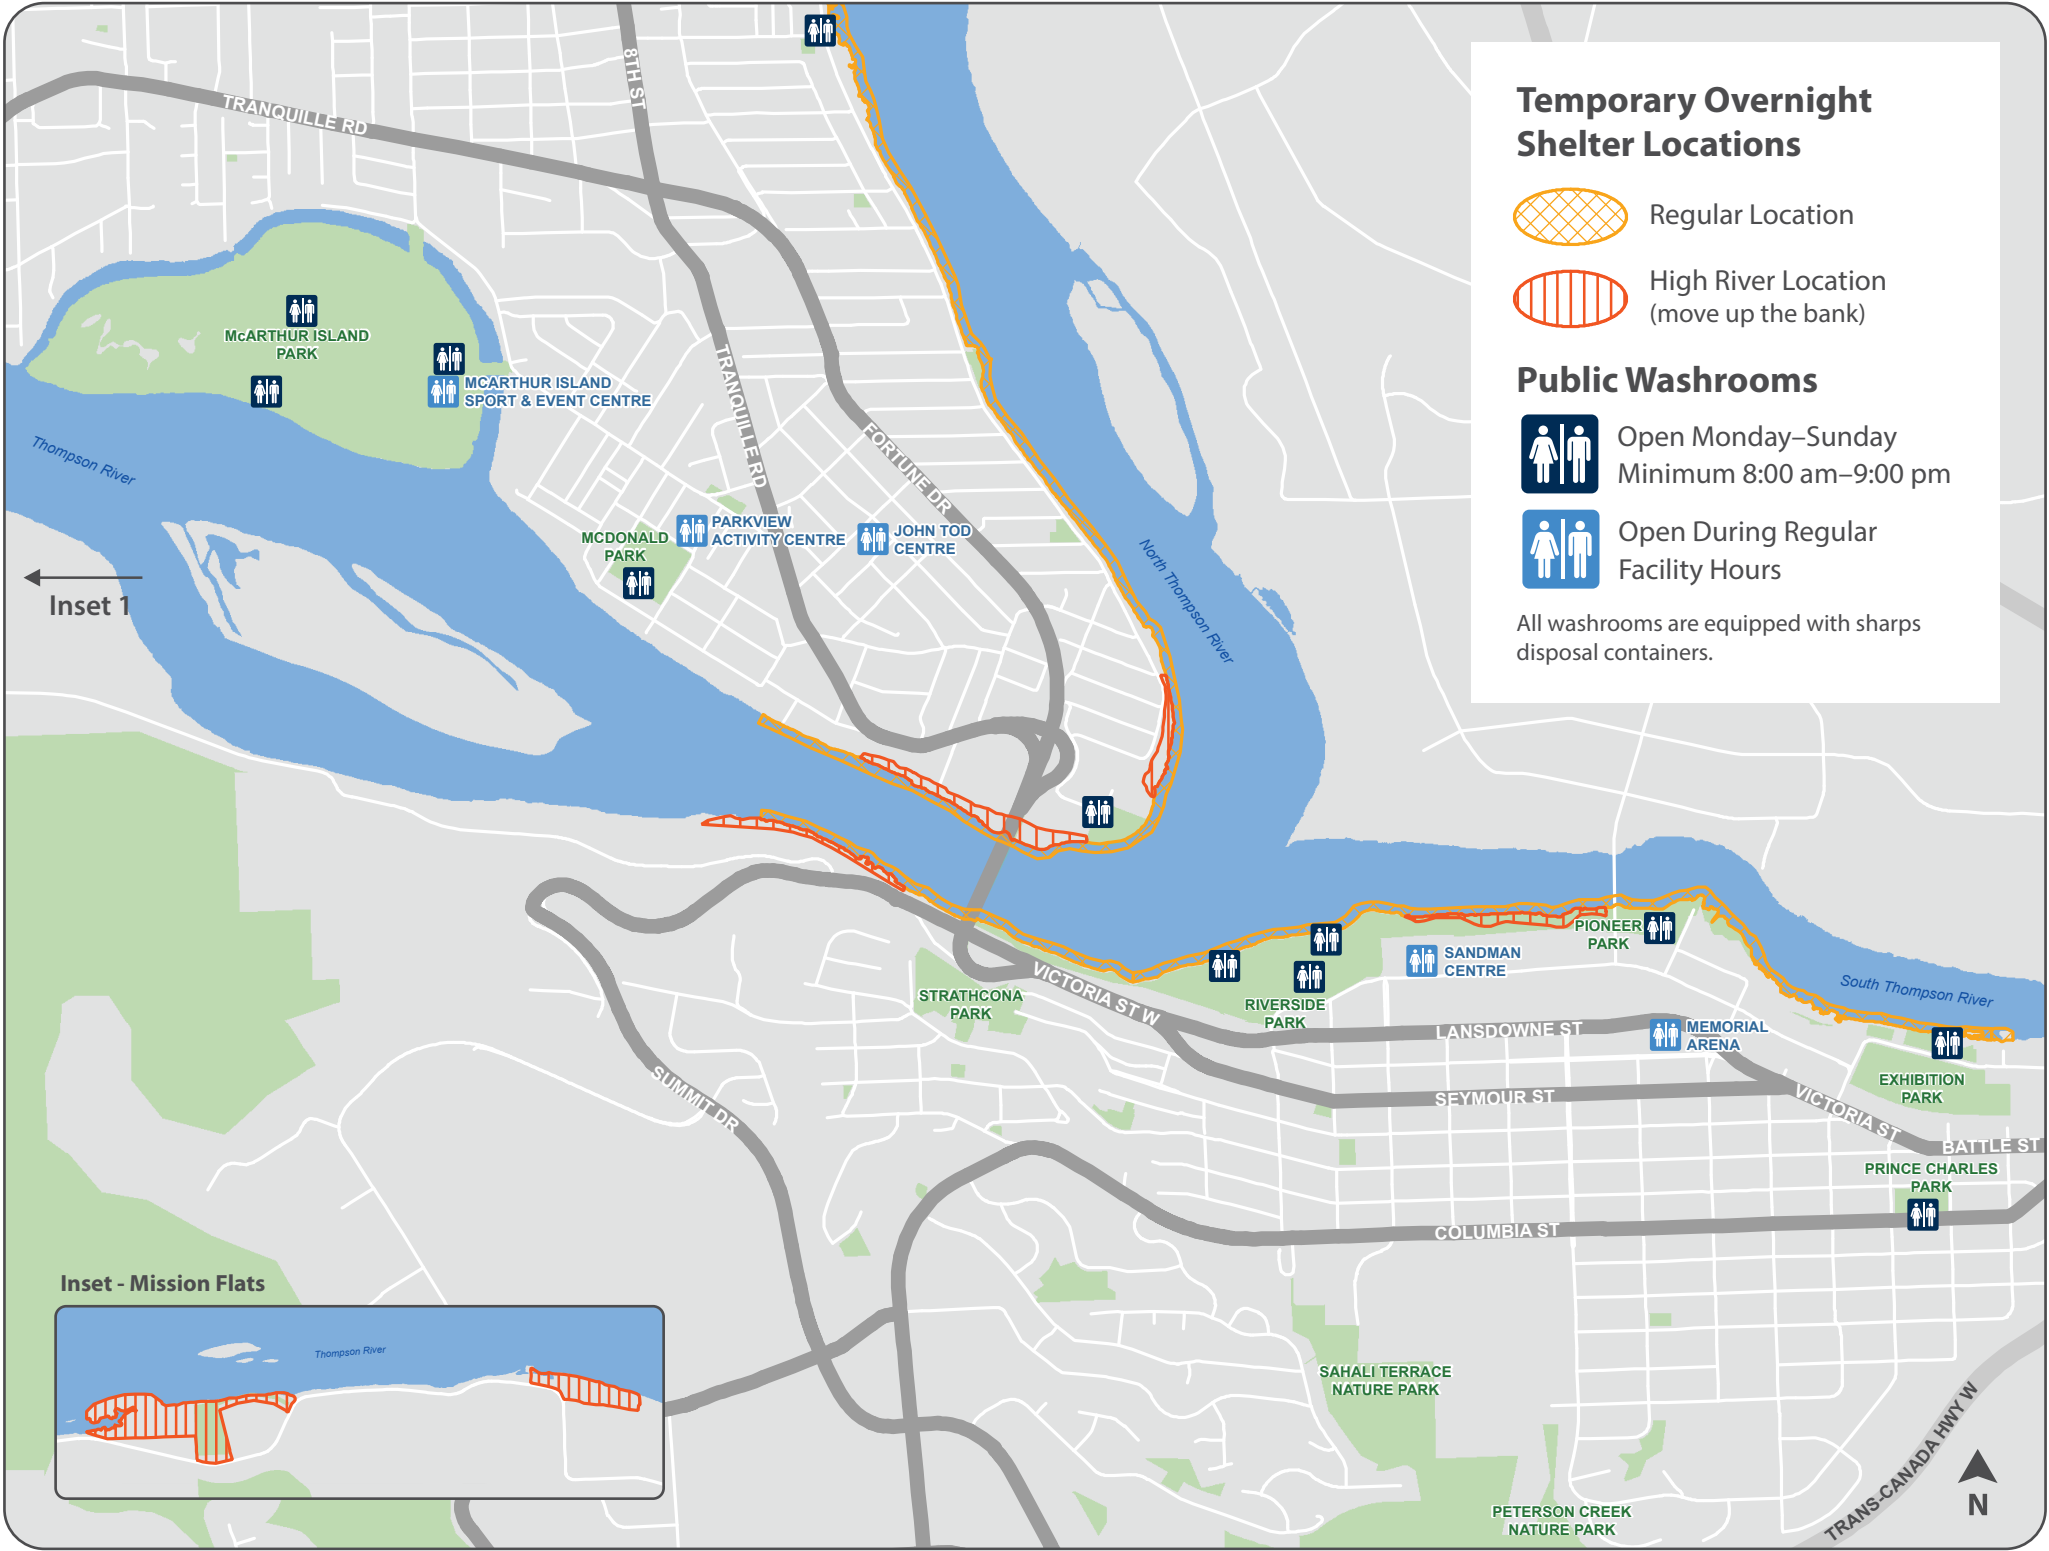 8TH ST
TRANQUILLE RD
Temporary Overnight
Shelter Locations
Regular Location
High River Location
(move up the bank)
Public Washrooms
Open Monday–Sunday
Minimum 8:00 am–9:00 pm
Open During Regular
Facility Hours
All washrooms are equipped with sharps
disposal containers.
McARTHUR ISLAND
PARK
MCARTHUR ISLAND
SPORT & EVENT CENTRE
TRANQUILLE RD
FORTUNE DR
Thompson River
PARKVIEW
ACTIVITY CENTRE
JOHN TOD
CENTRE
MCDONALD
PARK
North Thompson River
Inset 1
PIONEER
PARK
SANDMAN
CENTRE
STRATHCONA
PARK
VICTORIA ST W
RIVERSIDE
PARK
South Thompson River
LANSDOWNE ST
MEMORIAL
ARENA
SUMMIT DR
SEYMOUR ST
EXHIBITION
PARK
VICTORIA ST
BATTLE ST
PRINCE CHARLES
PARK
COLUMBIA ST
Inset - Mission Flats
Thompson River
SAHALI TERRACE
NATURE PARK
TRANS-CANADA HWY W
PETERSON CREEK
NATURE PARK
N